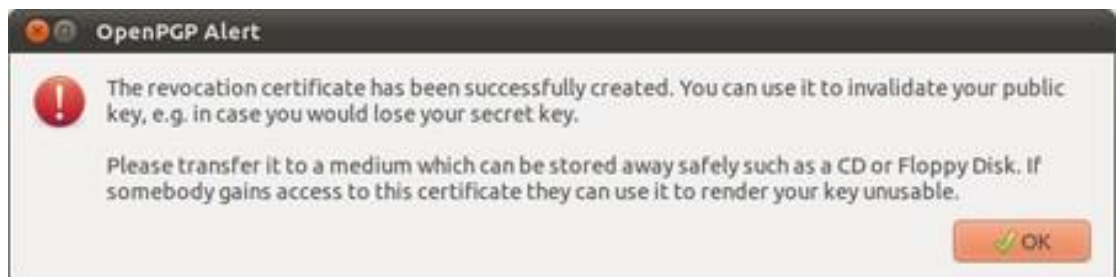 OpenPGP Alert
The revocation certificate has been successfully created. You can use it to invalidate your public
key, e.g. in case you would lose your secret key.
Please transfer it to a medium which can be stored away safely such as a CD or Floppy Disk. If
somebody gains access to this certificate they can use it to render your key unusable.
OK